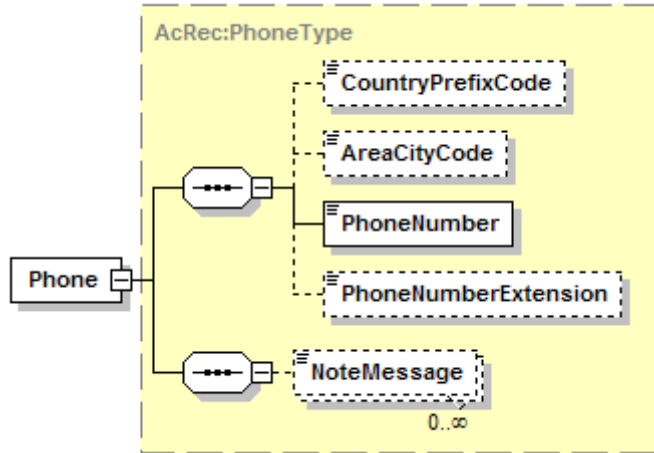 AcRec:PhoneType
CountryPrefixCode
AreaCityCode
PhoneNumber
Phone
PhoneNumberExtension
NoteMessage
0..∞